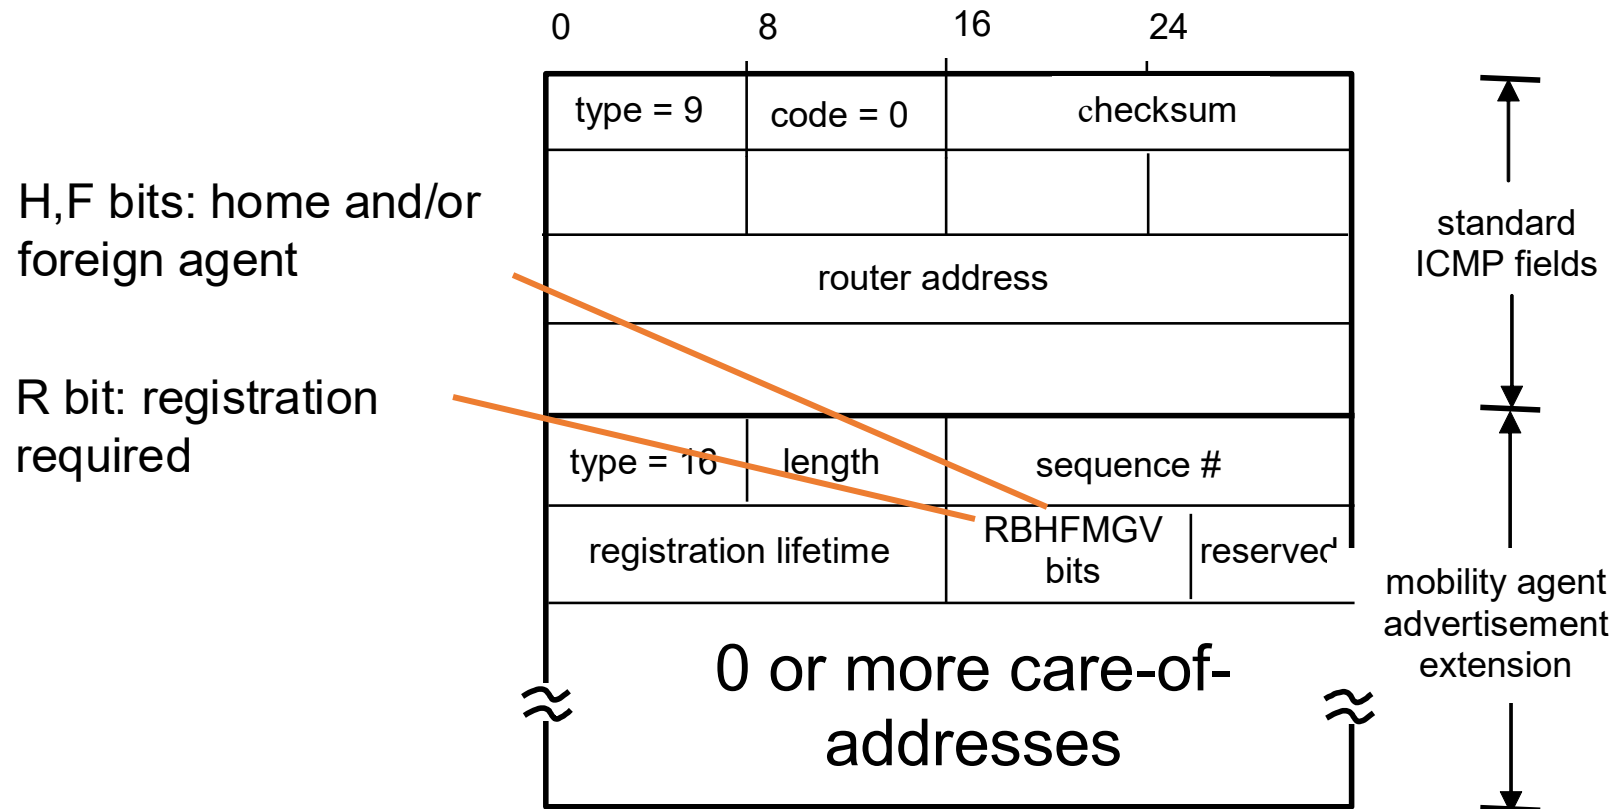 0 8 16 24
type = 9 code = 0 checksum
H,F bits: home and/or
foreign agent
standard
ICMP fields
router address
R bit: registration
required
type = 16 length sequence #
registration lifetime RBHFMGV
bits reserved
mobility agent
advertisement
extension
0 or more care-of-
addresses